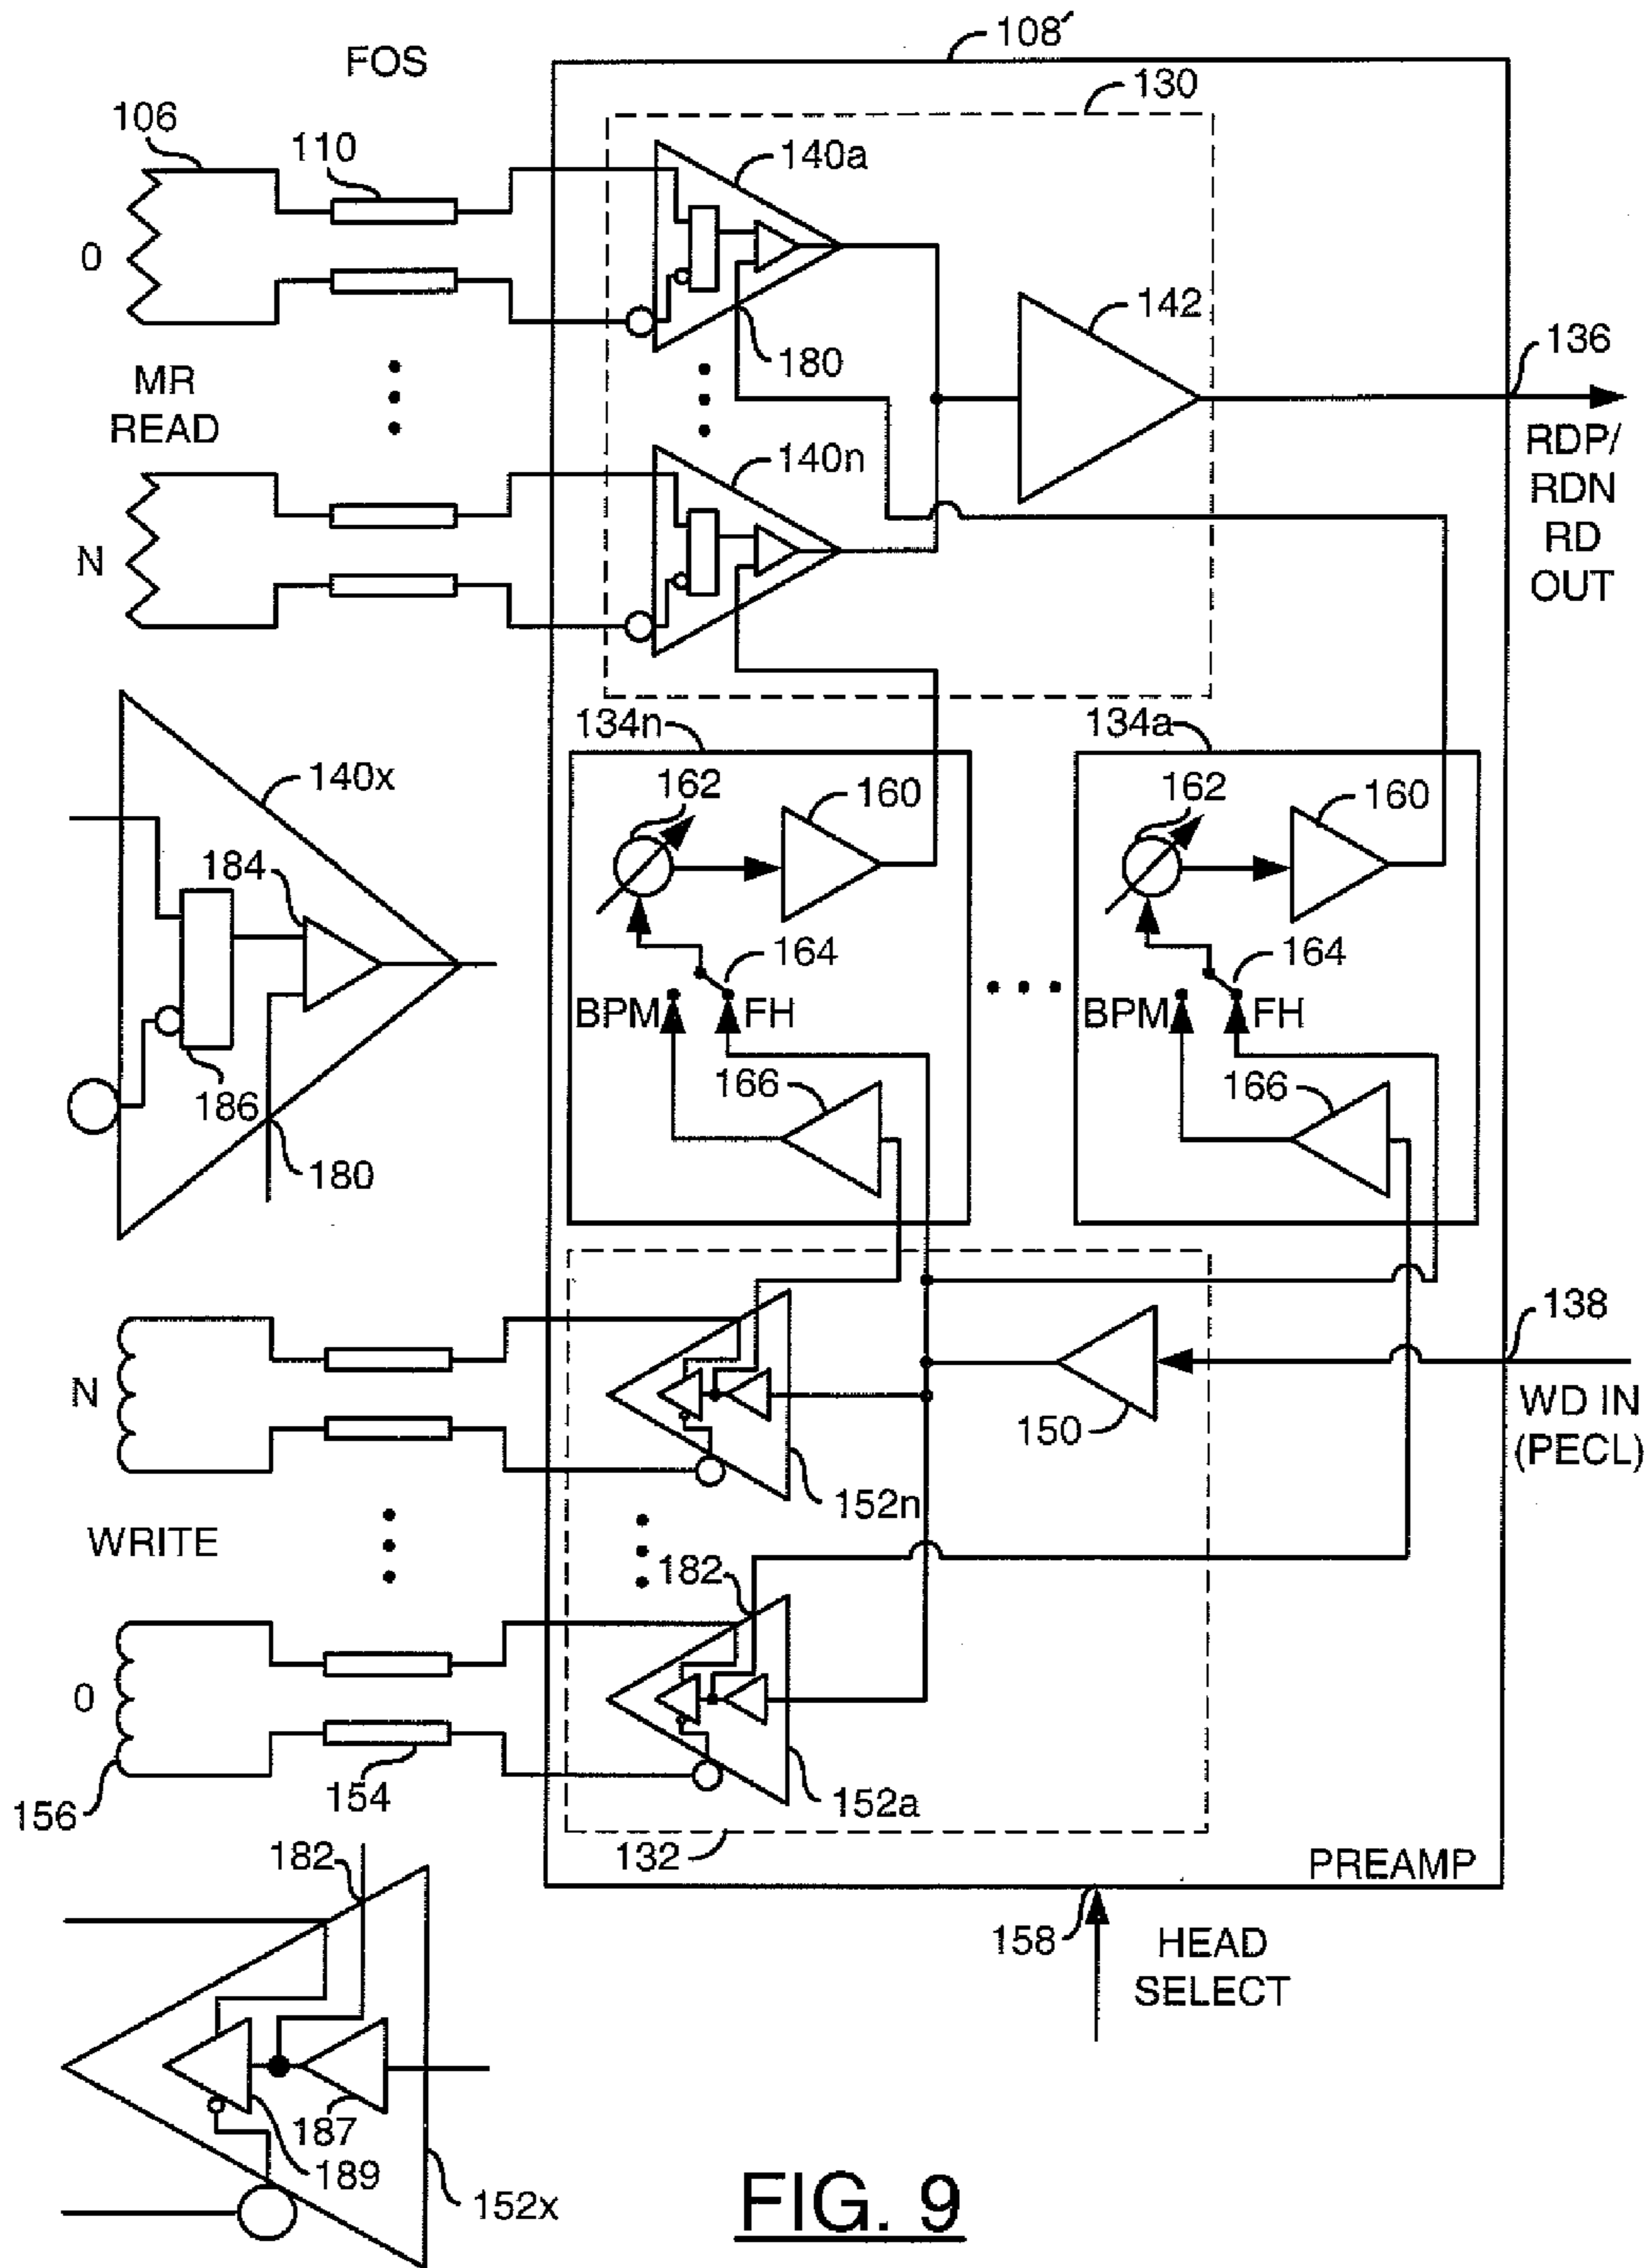 108′
FOS
130
106
110
140a
0
142
180
136
MR
READ
140n
RDP/
RDN
RD
OUT
N
134n
134a
140x
162
160
162
160
184
164
164
BPM
FH
BPM
FH
166
166
186
180
138
N
150
WD IN
(PECL)
152n
WRITE
182
0
154
156
152a
132
PREAMP
182
158
HEAD
SELECT
187
189
152x
FIG. 9